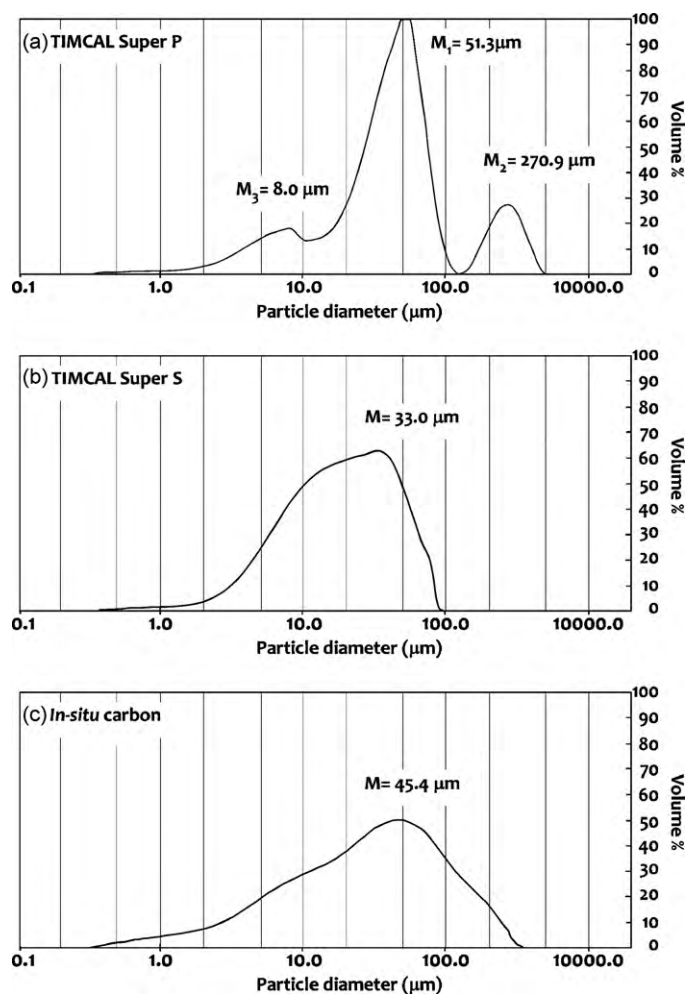 (a) TIMCAL Super P
M₁= 51.3µm
M₂= 270.9 µm
M₃= 8.0 µm
100
90
80
70
60
50
40
30
20
10
0
Volume %
0.1 1.0 10.0 100.0 10000.0
Particle diameter (µm)
(b) TIMCAL Super S
M= 33.0 µm
100
90
80
70
60
50
40
30
20
10
0
Volume %
0.1 1.0 10.0 100.0 10000.0
Particle diameter (µm)
(c) In-situ carbon
M= 45.4 µm
100
90
80
70
60
50
40
30
20
10
0
Volume %
0.1 1.0 10.0 100.0 10000.0
Particle diameter (µm)